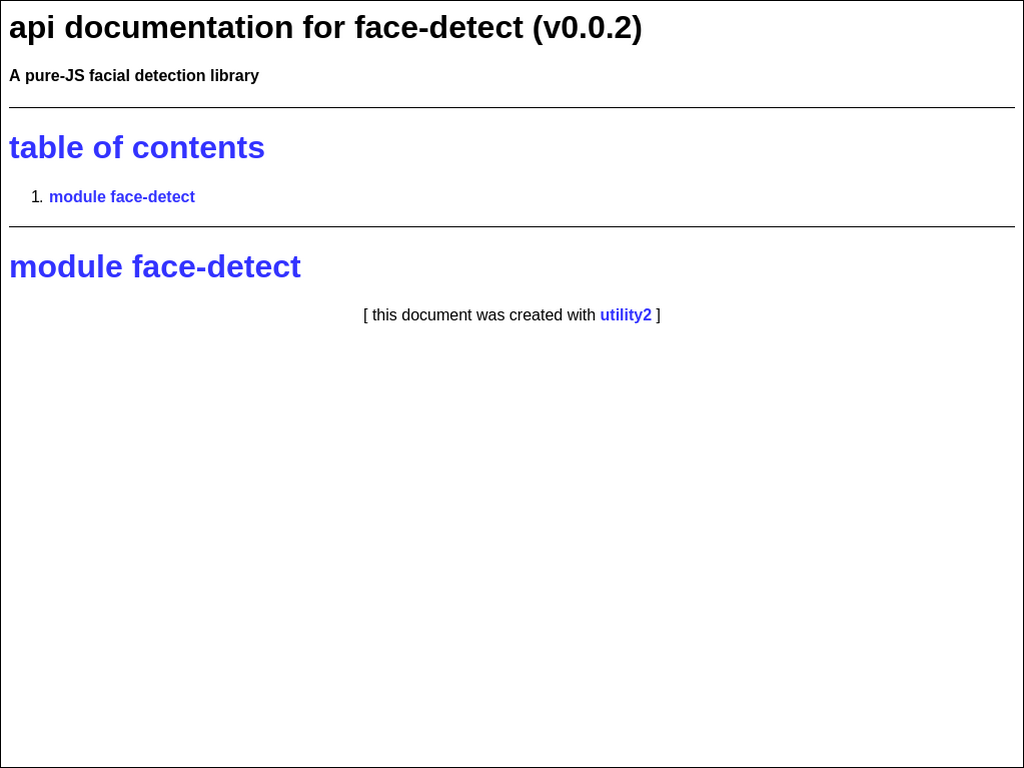 api documentation for face-detect (v0.0.2)
A pure-JS facial detection library
table of contents
1. module face-detect
module face-detect
[ this document was created with utility2 ]